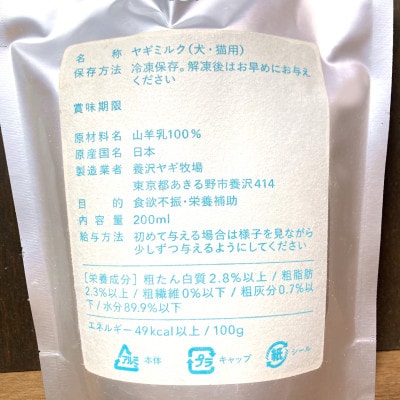 名　　称　ヤギミルク（犬・猫用）
保存方法　冷凍保存。解凍後はお早めにお与え
ください
賞味期限
原材料名　山羊乳100%
原産国名　日本
製造業者　養沢ヤギ牧場
東京都あきる野市養沢414
目　　的　食欲不振・栄養補助
内 容 量　200ml
給与方法　初めて与える場合は様子を見ながら
少しずつ与えるようにしてください
［栄養成分］粗たん白質2.8%以上 / 粗脂肪
2.3%以上 / 粗繊維0%以下 / 粗灰分0.7%以
下 / 水分89.9%以下
エネルギー49kcal以上 / 100g
アルミ 本体 プラ キャップ 紙 シール